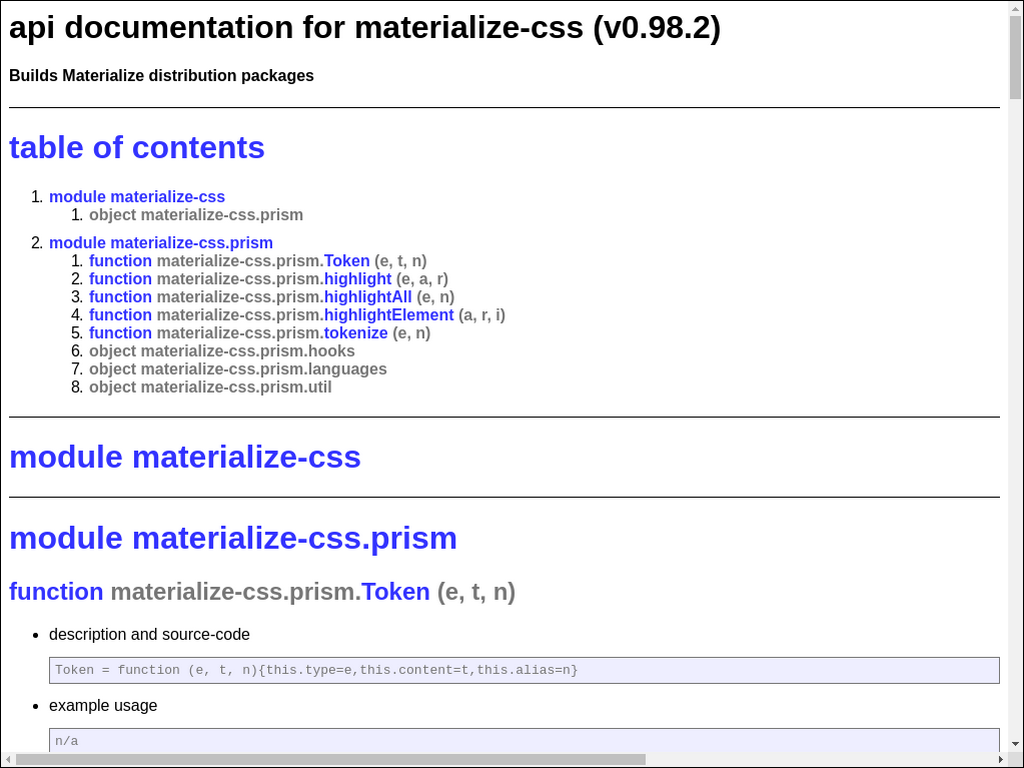 api documentation for materialize-css (v0.98.2)
Builds Materialize distribution packages
table of contents
1. module materialize-css
1. object materialize-css.prism
2. module materialize-css.prism
1. function materialize-css.prism.Token (e, t, n)
2. function materialize-css.prism.highlight (e, a, r)
3. function materialize-css.prism.highlightAll (e, n)
4. function materialize-css.prism.highlightElement (a, r, i)
5. function materialize-css.prism.tokenize (e, n)
6. object materialize-css.prism.hooks
7. object materialize-css.prism.languages
8. object materialize-css.prism.util
module materialize-css
module materialize-css.prism
function materialize-css.prism.Token (e, t, n)
• description and source-code
Token = function (e, t, n){this.type=e,this.content=t,this.alias=n}
• example usage
n/a